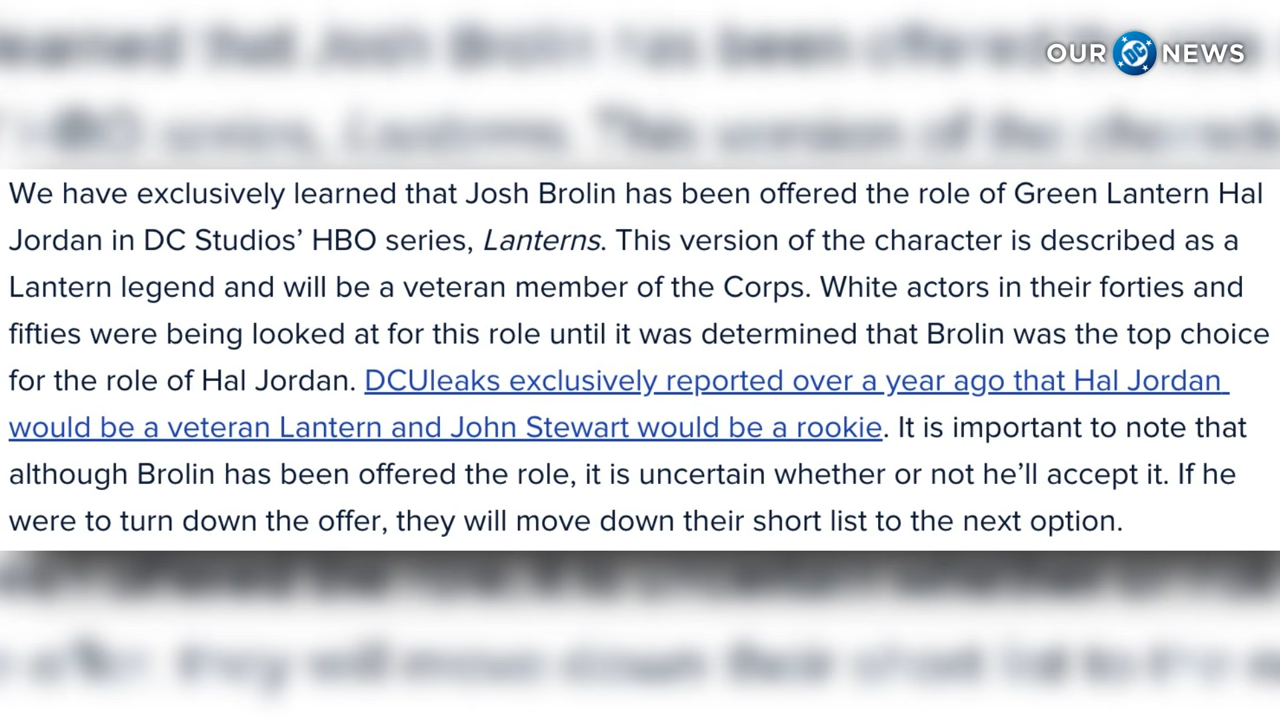 OUR DC NEWS
We have exclusively learned that Josh Brolin has been offered the role of Green Lantern Hal
Jordan in DC Studios’ HBO series, Lanterns. This version of the character is described as a
Lantern legend and will be a veteran member of the Corps. White actors in their forties and
fifties were being looked at for this role until it was determined that Brolin was the top choice
for the role of Hal Jordan. DCUleaks exclusively reported over a year ago that Hal Jordan
would be a veteran Lantern and John Stewart would be a rookie. It is important to note that
although Brolin has been offered the role, it is uncertain whether or not he’ll accept it. If he
were to turn down the offer, they will move down their short list to the next option.